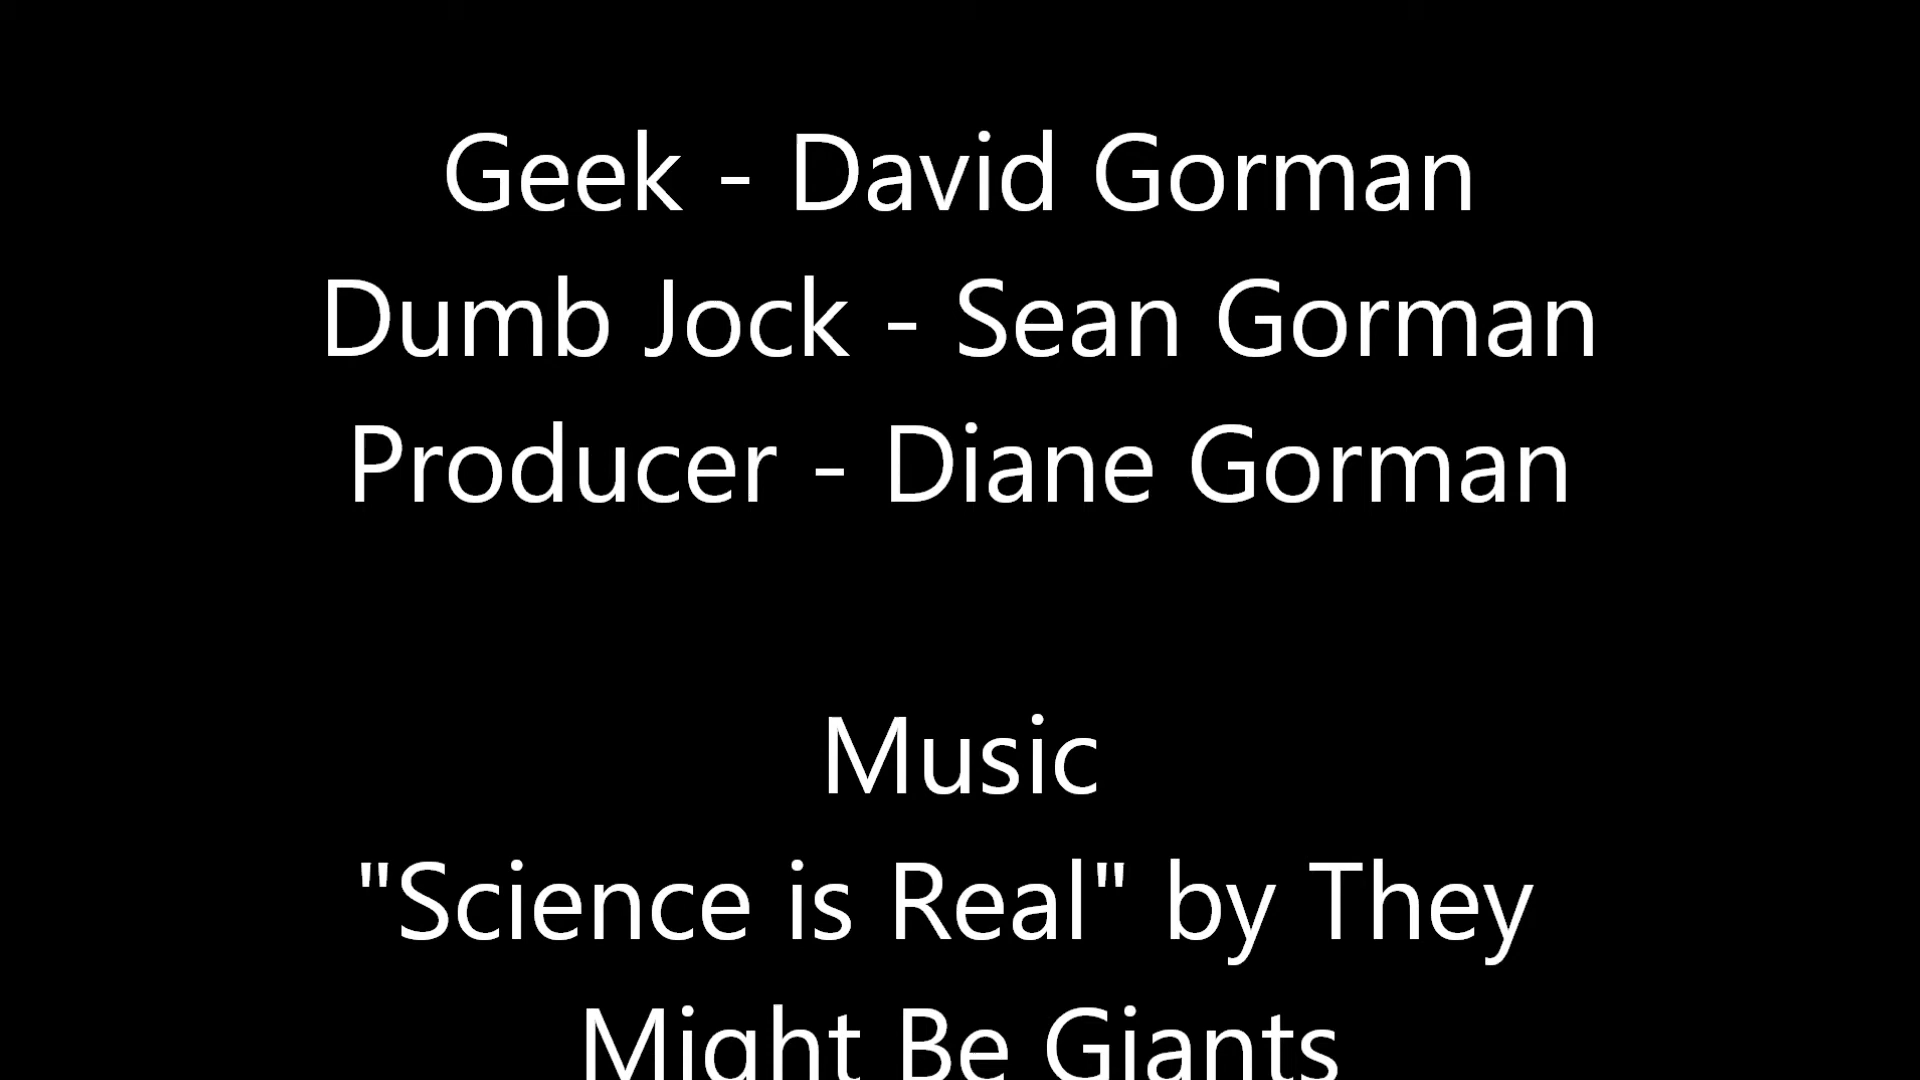 Geek - David Gorman
Dumb Jock - Sean Gorman
Producer - Diane Gorman
Music
"Science is Real" by They
Might Be Giants